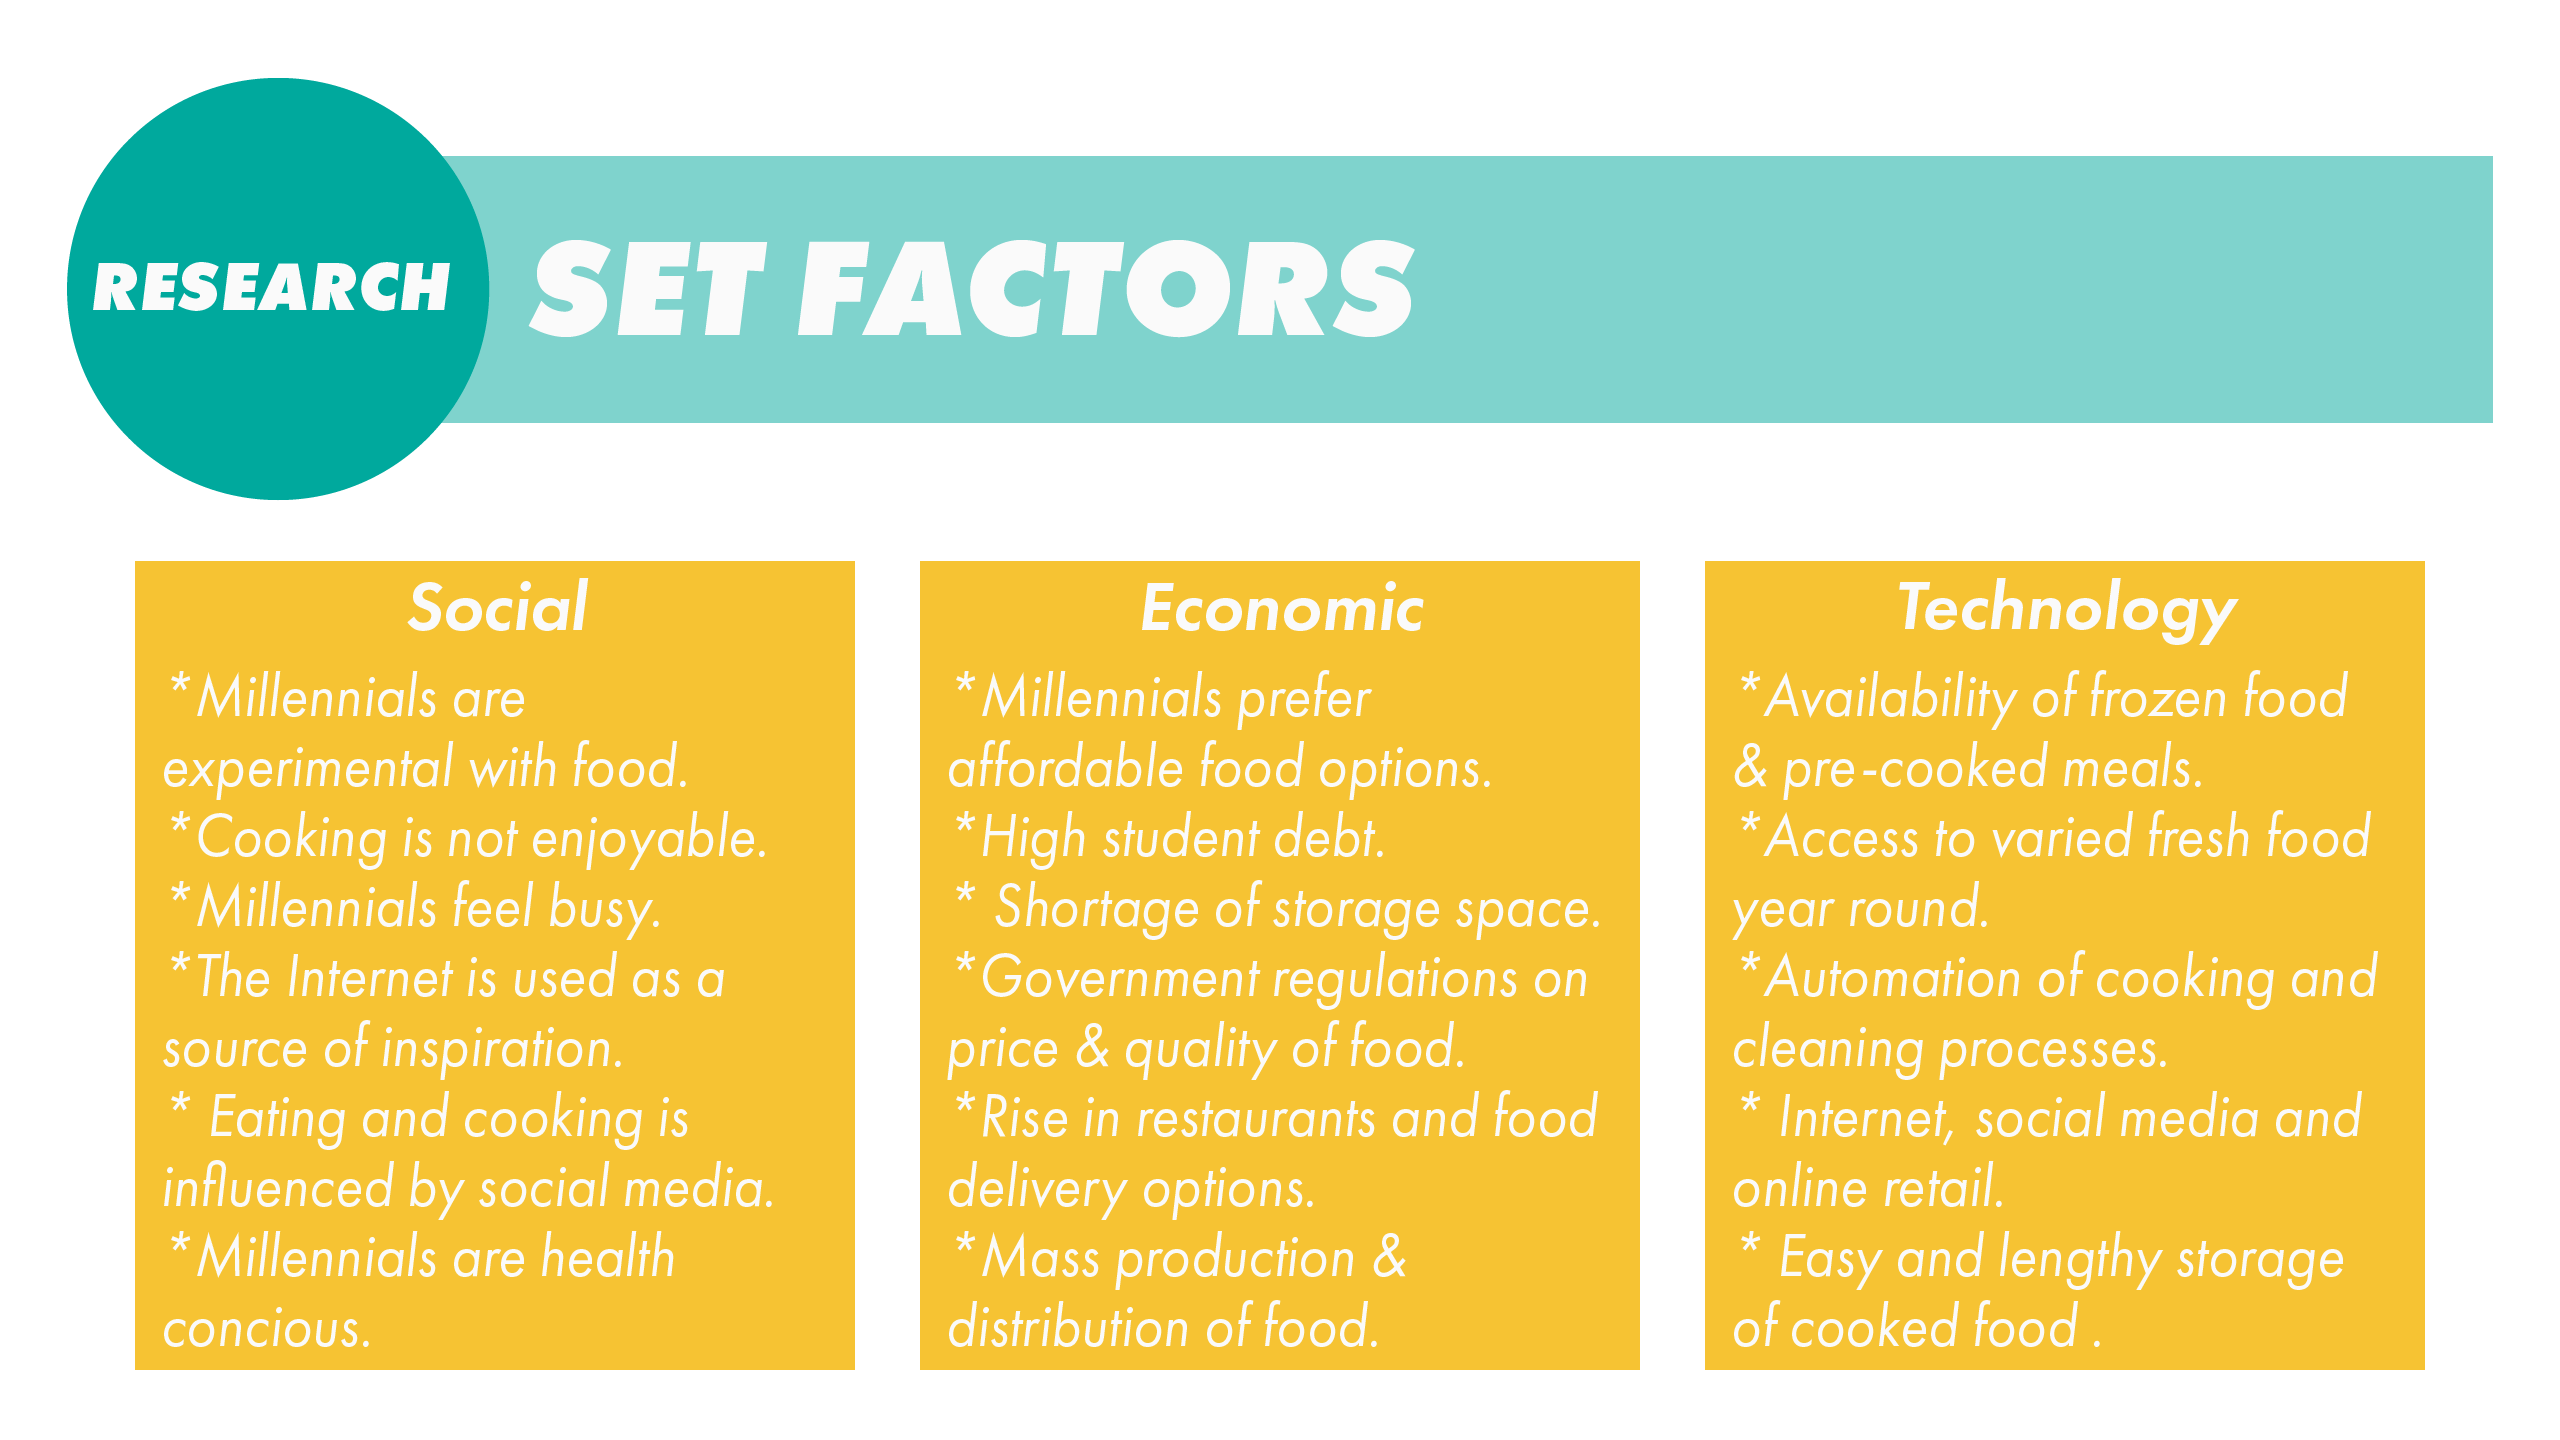 RESEARCH
SET FACTORS
Social
*Millennials are
experimental with food.
*Cooking is not enjoyable.
*Millennials feel busy.
*The Internet is used as a
source of inspiration.
* Eating and cooking is
influenced by social media.
*Millennials are health
concious.
Economic
*Millennials prefer
affordable food options.
*High student debt.
* Shortage of storage space.
*Government regulations on
price & quality of food.
*Rise in restaurants and food
delivery options.
*Mass production &
distribution of food.
Technology
*Availability of frozen food
& pre-cooked meals.
*Access to varied fresh food
year round.
*Automation of cooking and
cleaning processes.
* Internet, social media and
online retail.
* Easy and lengthy storage
of cooked food .